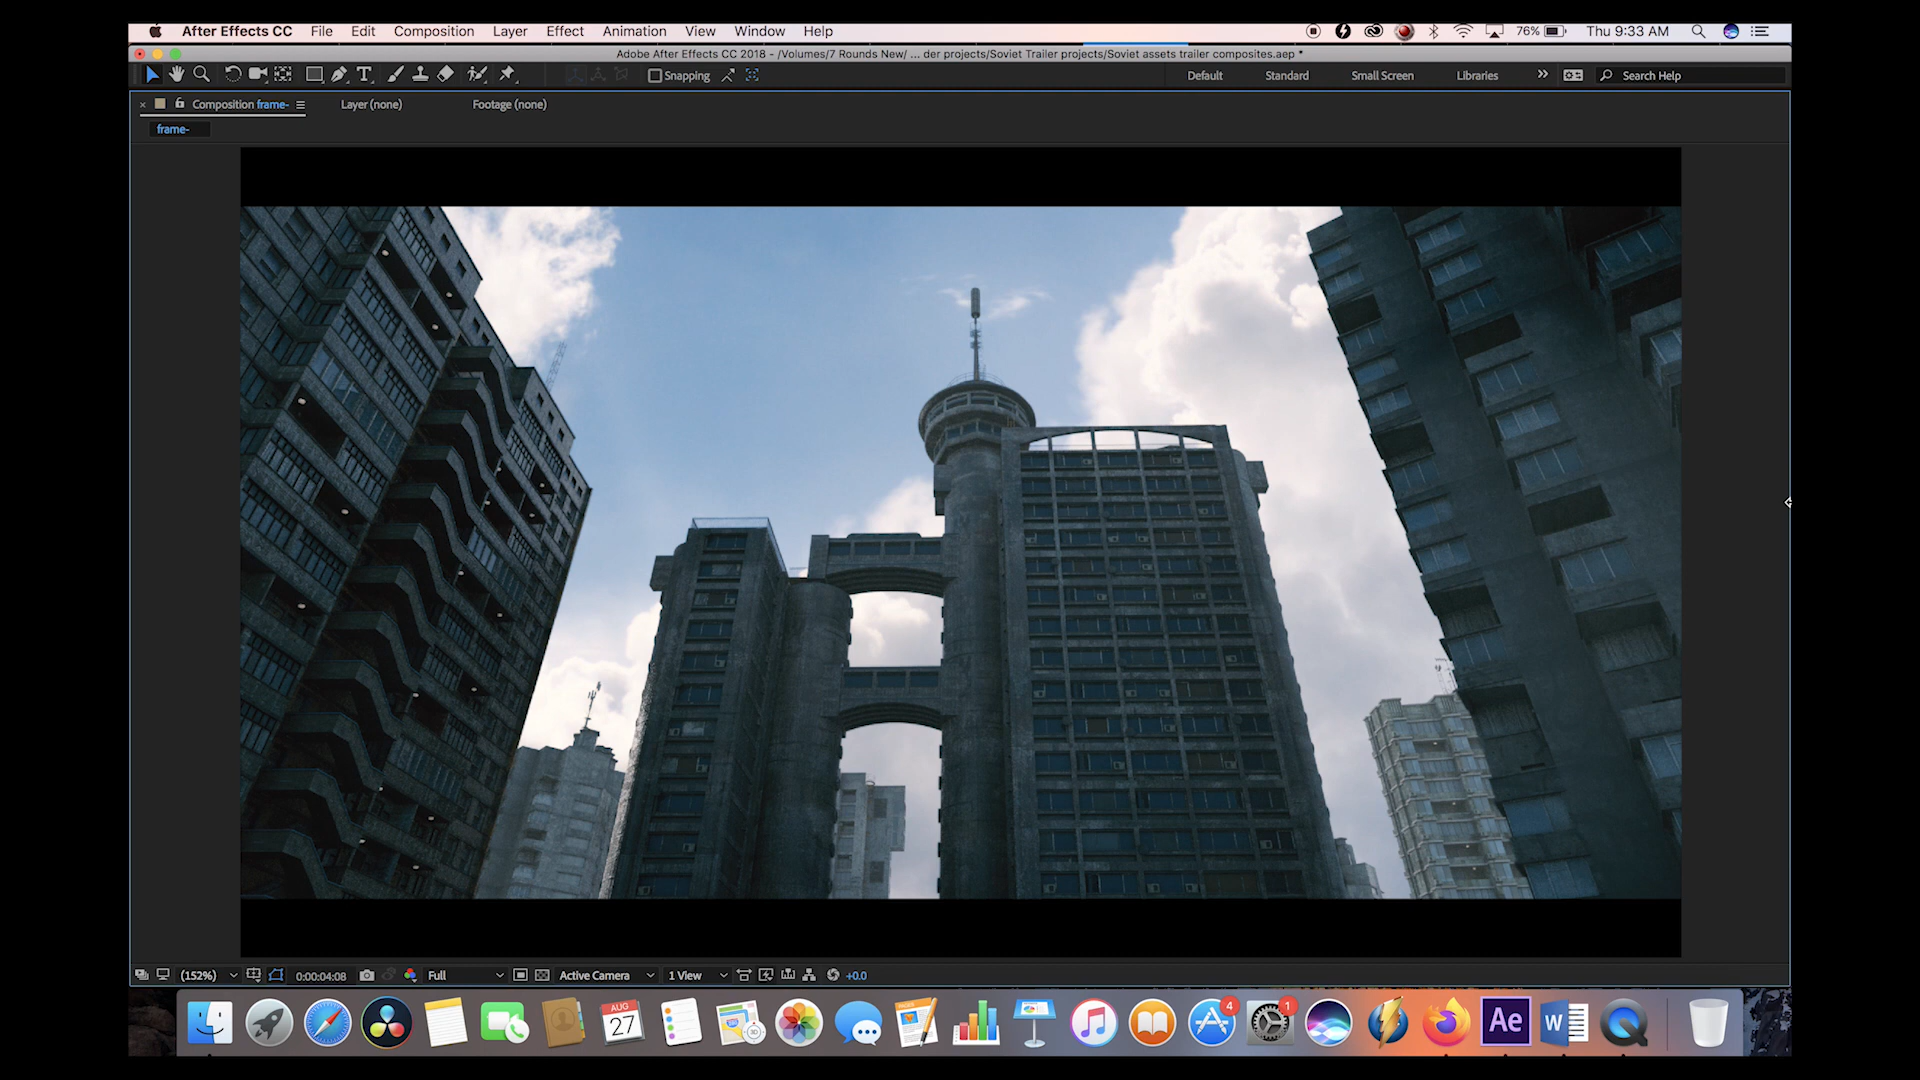 After Effects CC File Edit Composition Layer Effect Animation View Window Help 76% Thu 9:33 AM
Adobe After Effects CC 2018 - /Volumes/7 Rounds New/ ... der projects/Soviet Trailer projects/Soviet assets trailer composites.aep *
Snapping Default Standard Small Screen Libraries Search Help
Composition frame- Layer (none) Footage (none)
frame-
(152%) 0:00:04:08 Full Active Camera 1 View +0.0
AUG
27
3D
PAGES
4
1
Ae
W